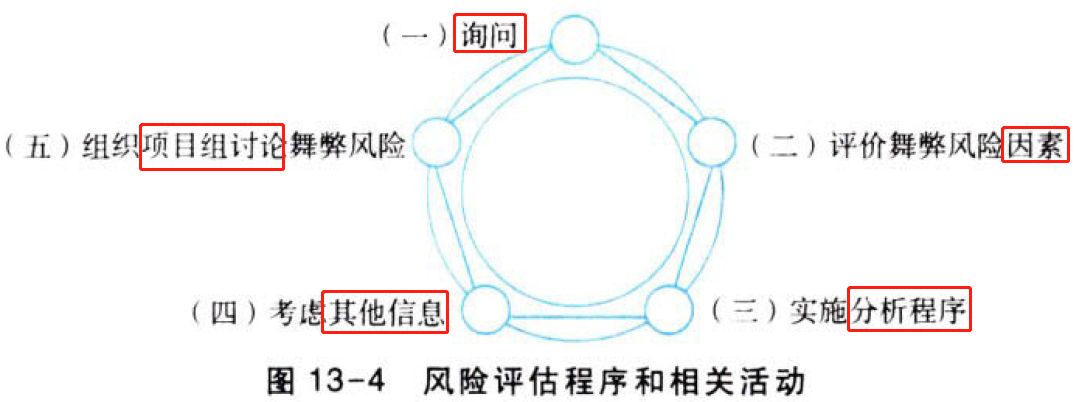 （一）询问
（二）评价舞弊风险因素
（三）实施分析程序
（四）考虑其他信息
（五）组织项目组讨论舞弊风险
图 13-4 风险评估程序和相关活动